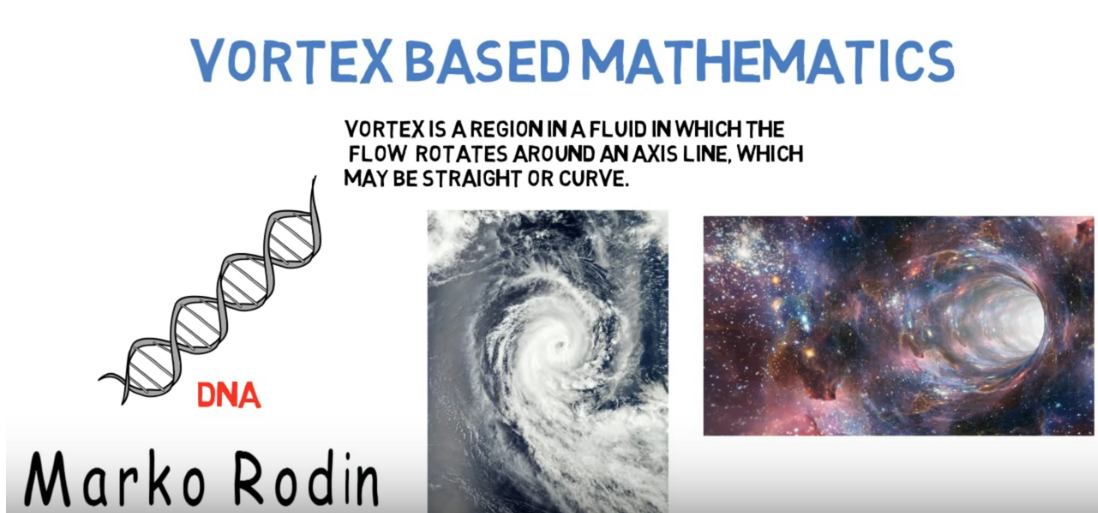 VORTEX BASED MATHEMATICS
VORTEX IS A REGION IN A FLUID IN WHICH THE
FLOW ROTATES AROUND AN AXIS LINE, WHICH
MAY BE STRAIGHT OR CURVE.
DNA
Marko Rodin